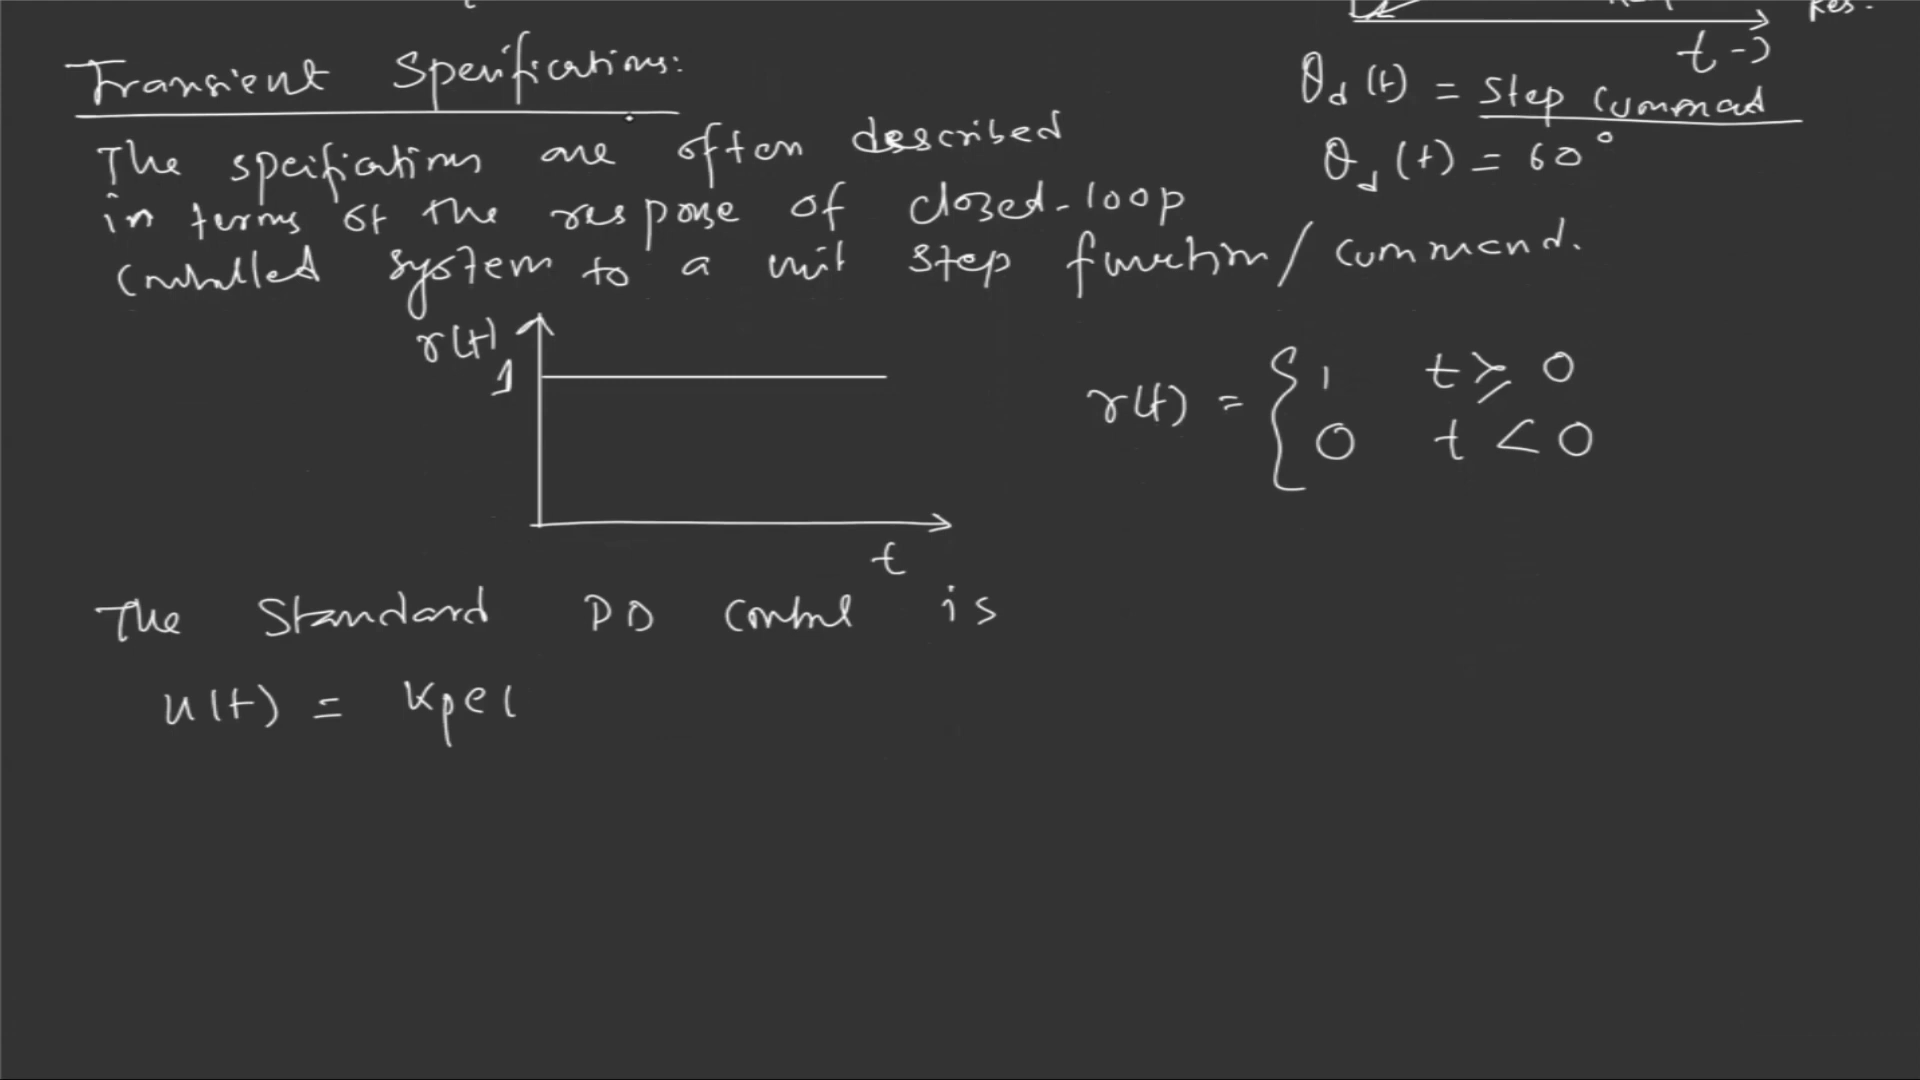 Res.
t →
Transient Specifications:
θd(t) = Step Command
The specifications are often described
θd(t) = 60°
in terms of the response of closed-loop
controlled system to a unit step function/command.
r(t)
1
r(t) = { 1 t ≥ 0
0 t < 0
t
The Standard PD control is
u(t) = Kpe(